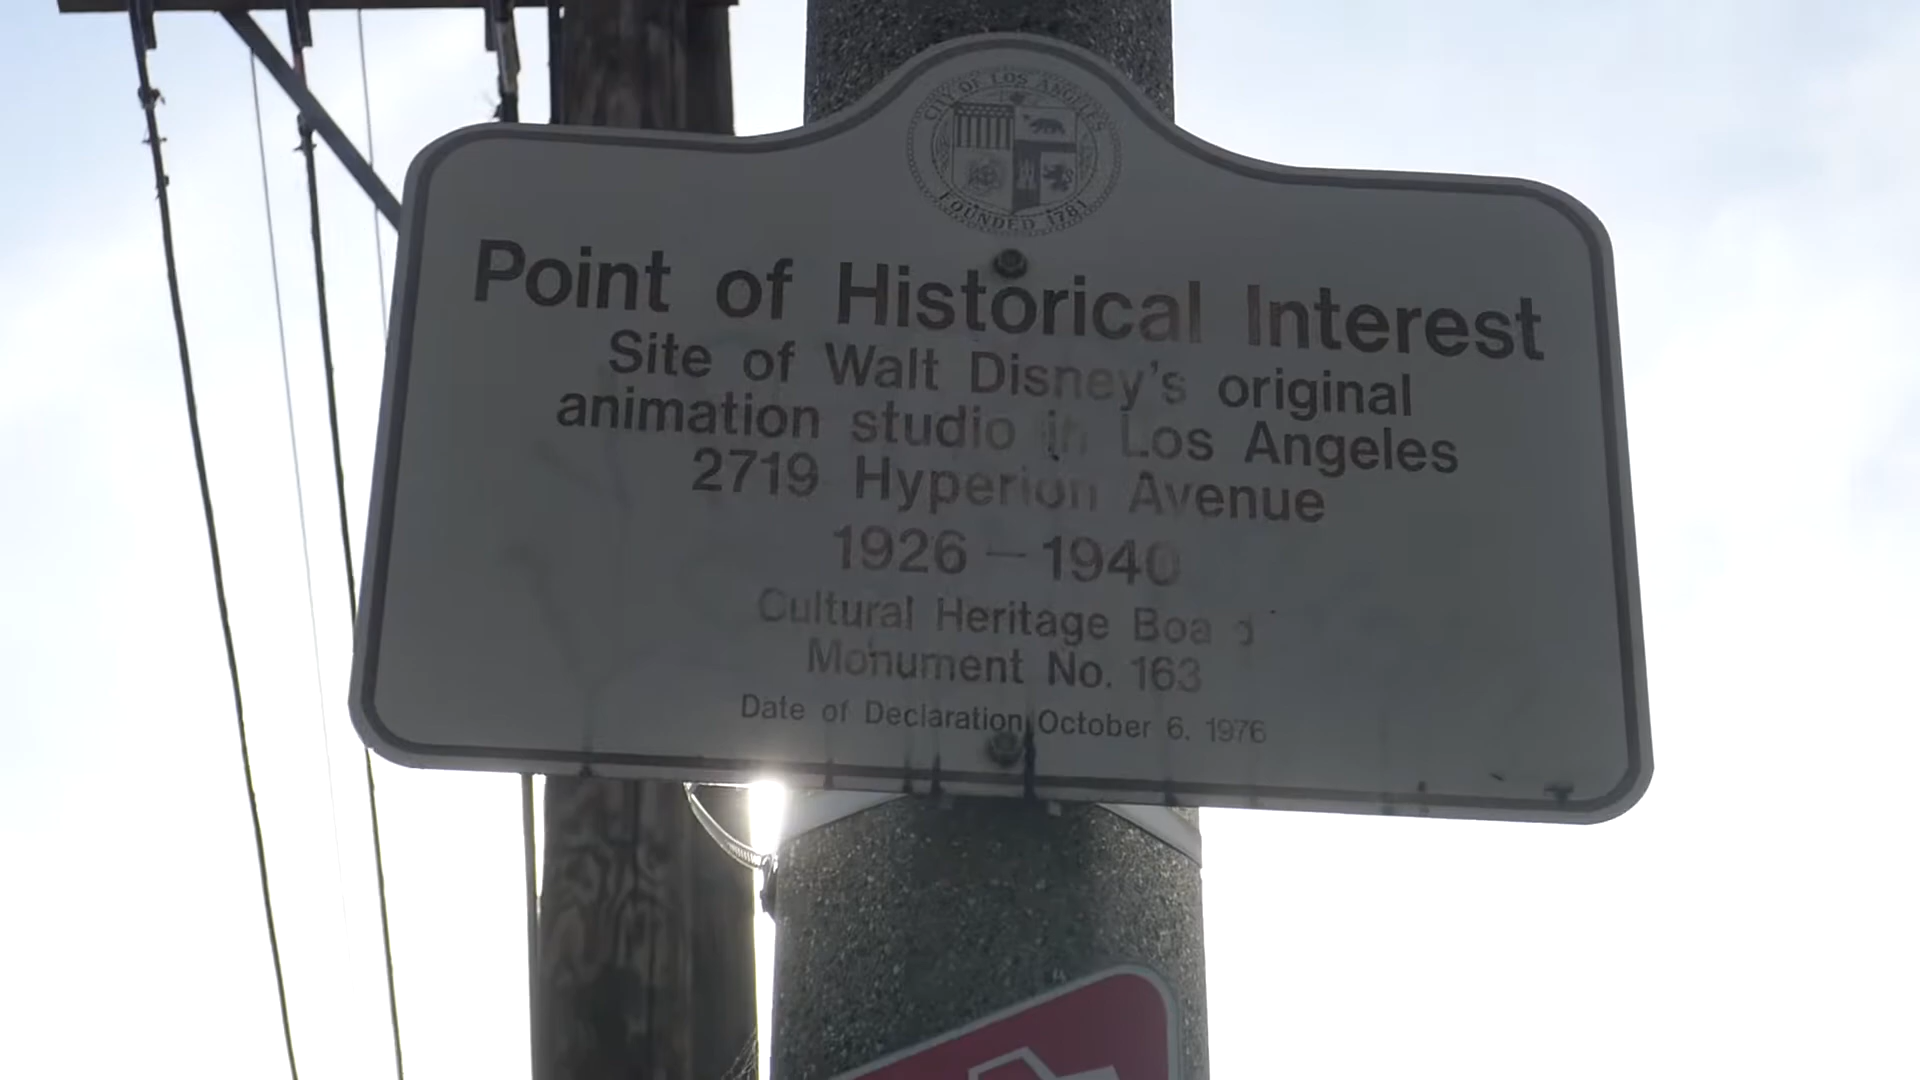 CITY OF LOS ANGELES
FOUNDED 1781
Point of Historical Interest
Site of Walt Disney's original
animation studio in Los Angeles
2719 Hyperion Avenue
1926 – 1940
Cultural Heritage Boa d
Monument No. 163
Date of Declaration October 6, 1976